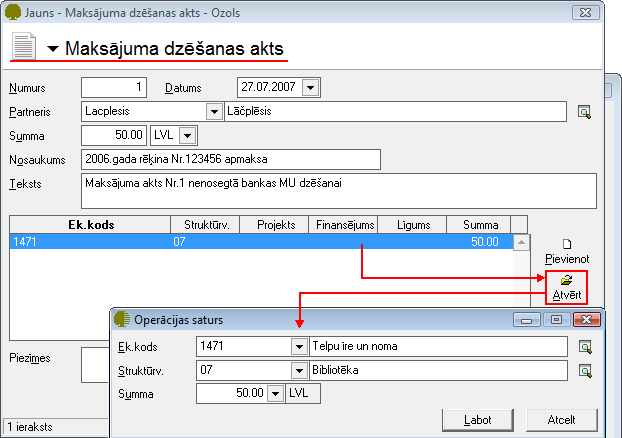 Jauns - Maksājuma dzēšanas akts - Ozols
Maksājuma dzēšanas akts
Numurs 1 Datums 27.07.2007
Partneris Lacplesis Lāčplēsis
Summa 50.00 LVL
Nosaukums 2006.gada rēķina Nr.123456 apmaksa
Teksts Maksājuma akts Nr.1 nenosegtā bankas MU dzēšanai
Ek.kods Struktūrv. Projekts Finansējums Līgums Summa
1471 07 50.00
Pievienot
Atvērt
Operācijas saturs
Ek.kods 1471 Telpu īre un noma
Struktūrv. 07 Bibliotēka
Summa 50.00 LVL
Labot Atcelt
Piezīmes
1 ieraksts